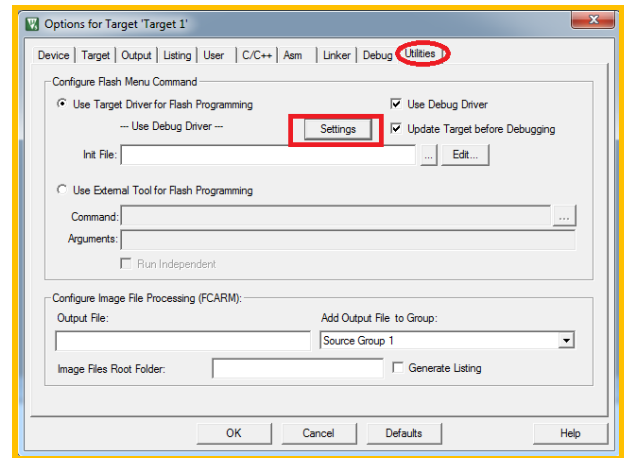 Options for Target 'Target 1'
Device Target Output Listing User C/C++ Asm Linker Debug Utilities
Configure Flash Menu Command
Use Target Driver for Flash Programming Use Debug Driver
--- Use Debug Driver --- Settings Update Target before Debugging
Init File: ... Edit...
Use External Tool for Flash Programming
Command: ...
Arguments:
Run Independent
Configure Image File Processing (FCARM):
Output File: Add Output File to Group:
Source Group 1
Image Files Root Folder: Generate Listing
OK Cancel Defaults Help